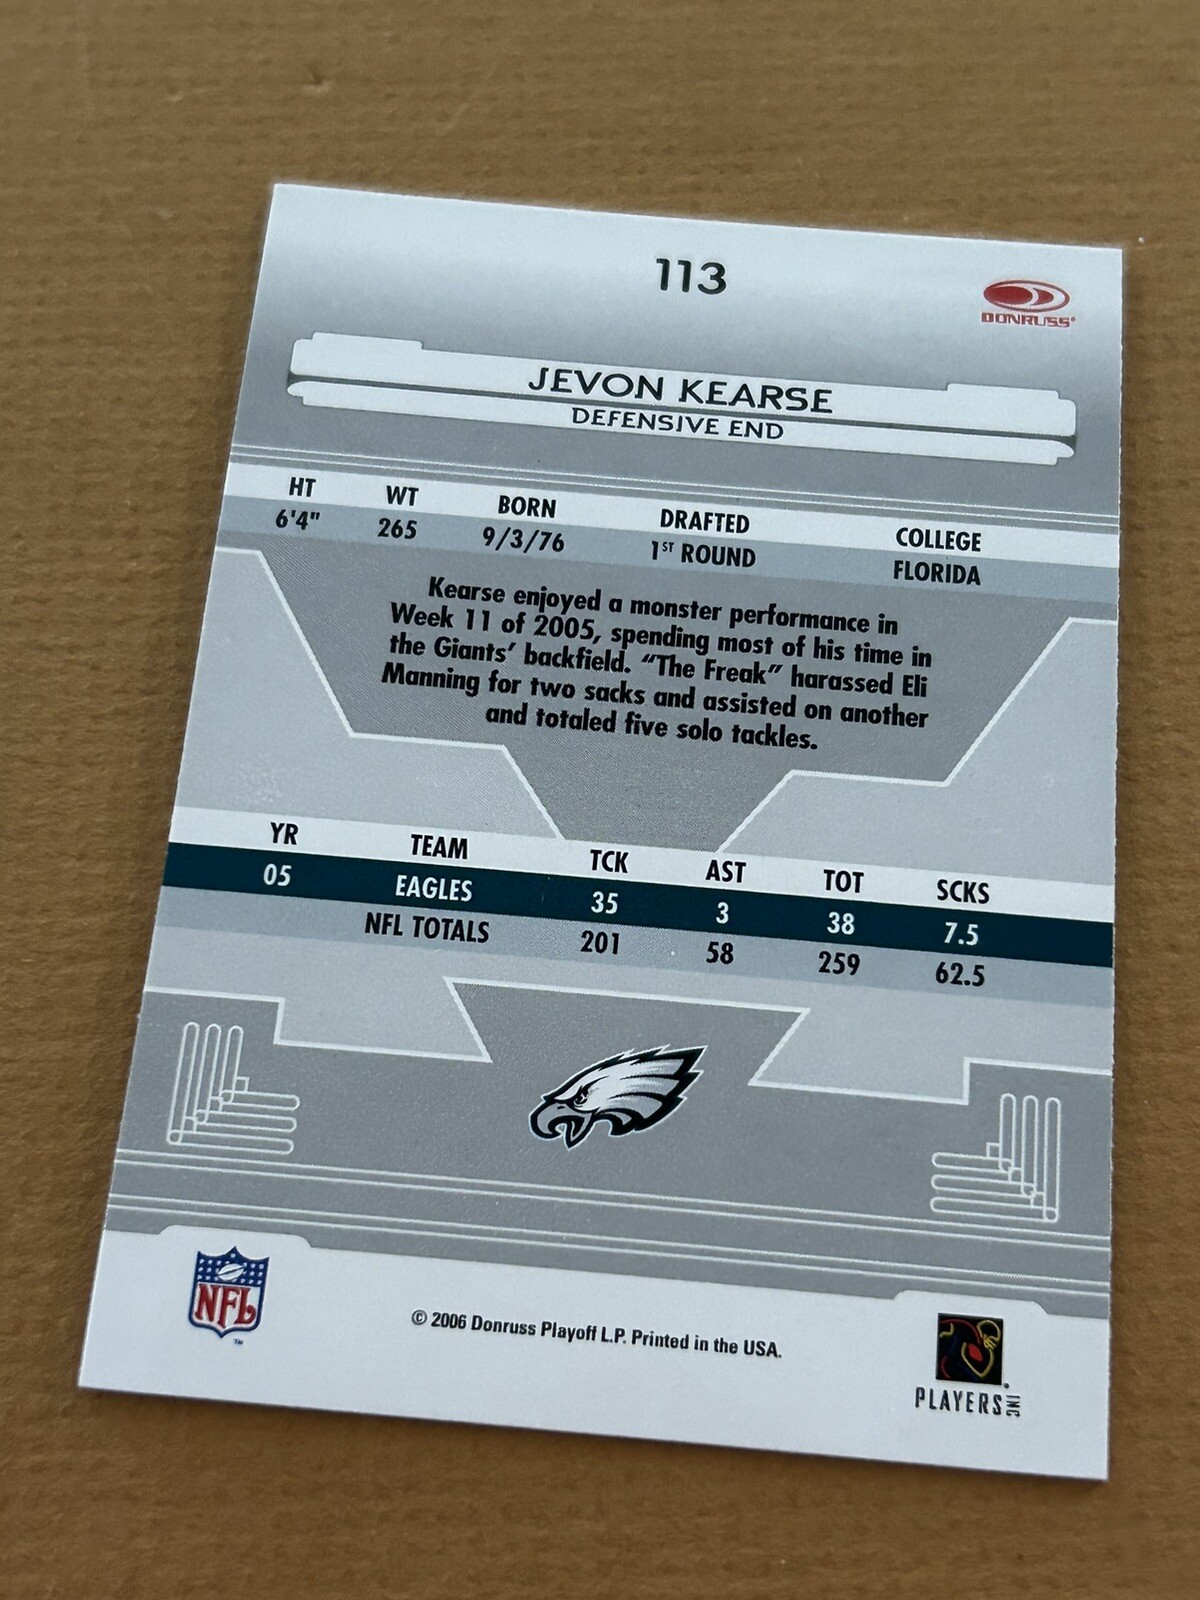 113
DONRUSS
JEVON KEARSE
DEFENSIVE END
HT WT BORN DRAFTED COLLEGE
6'4" 265 9/3/76 1ST ROUND FLORIDA
Kearse enjoyed a monster performance in
Week 11 of 2005, spending most of his time in
the Giants' backfield. "The Freak" harassed Eli
Manning for two sacks and assisted on another
and totaled five solo tackles.
YR TEAM TCK AST TOT SCKS
05 EAGLES 35 3 38 7.5
NFL TOTALS 201 58 259 62.5
NFL
© 2006 Donruss Playoff L.P. Printed in the USA.
PLAYERS INC